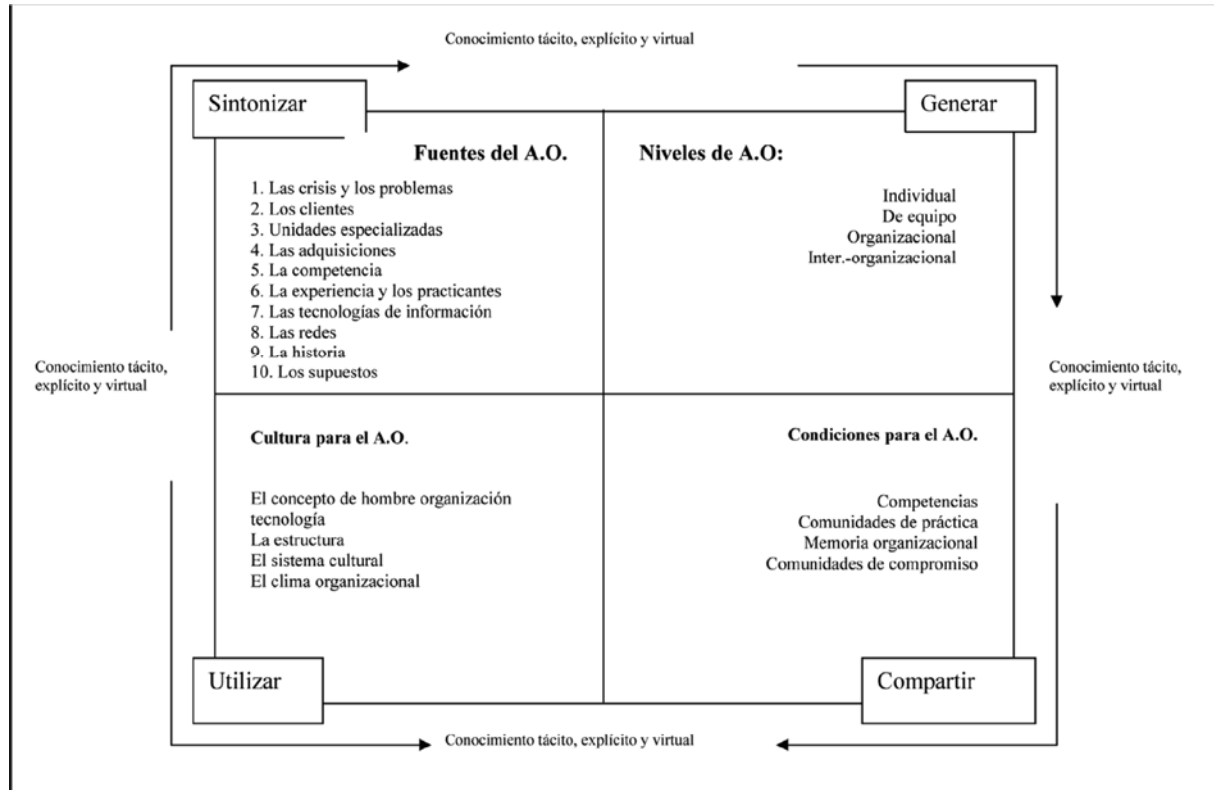 Conocimiento tácito, explícito y virtual
Sintonizar
Generar
Fuentes del A.O.
1. Las crisis y los problemas
2. Los clientes
3. Unidades especializadas
4. Las adquisiciones
5. La competencia
6. La experiencia y los practicantes
7. Las tecnologías de información
8. Las redes
9. La historia
10. Los supuestos
Niveles de A.O:
Individual
De equipo
Organizacional
Inter.-organizacional
Conocimiento tácito,
explícito y virtual
Conocimiento tácito,
explícito y virtual
Cultura para el A.O.
El concepto de hombre organización
tecnología
La estructura
El sistema cultural
El clima organizacional
Condiciones para el A.O.
Competencias
Comunidades de práctica
Memoria organizacional
Comunidades de compromiso
Utilizar
Compartir
Conocimiento tácito, explícito y virtual